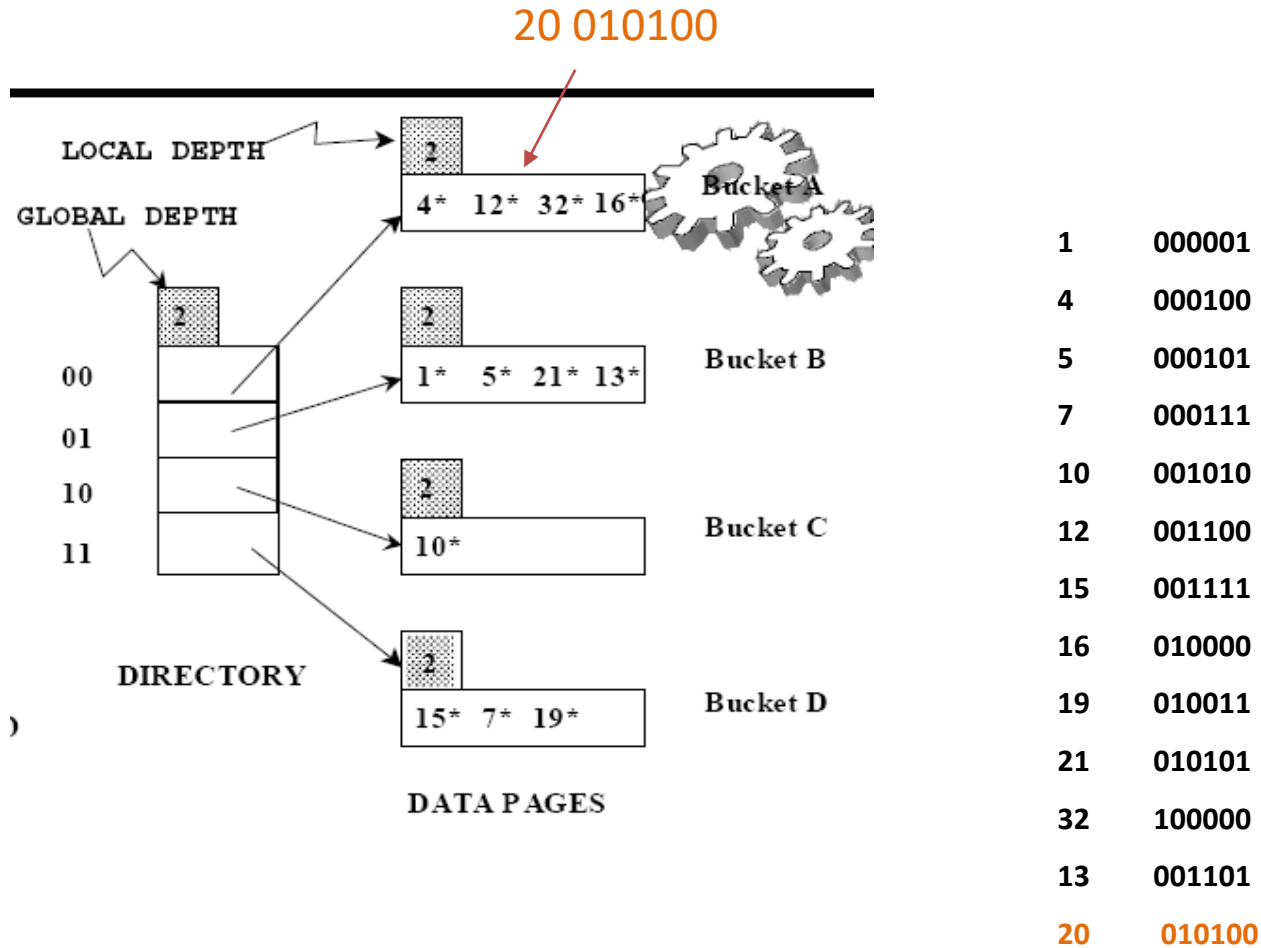 20 010100
LOCAL DEPTH
2
4* 12* 32* 16*
Bucket A
GLOBAL DEPTH
2
00
01
10
11
2
1* 5* 21* 13*
Bucket B
2
10*
Bucket C
2
15* 7* 19*
Bucket D
DIRECTORY
)
DATA PAGES
1 000001
4 000100
5 000101
7 000111
10 001010
12 001100
15 001111
16 010000
19 010011
21 010101
32 100000
13 001101
20 010100